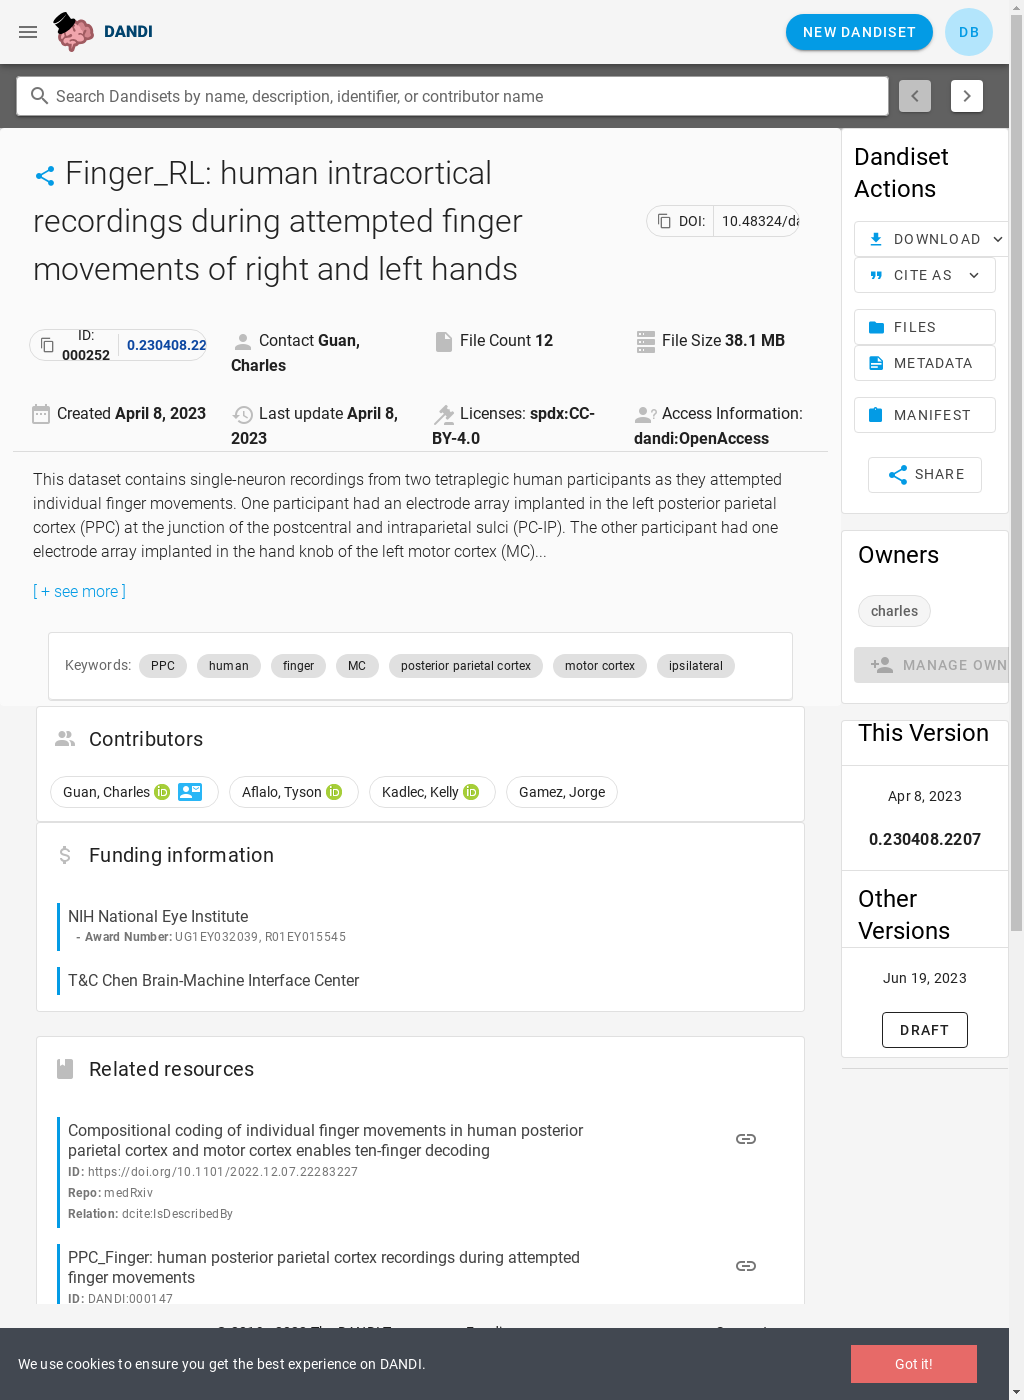 DANDI
NEW DANDISET
DB
Search Dandisets by name, description, identifier, or contributor name
Finger_RL: human intracortical
recordings during attempted finger
movements of right and left hands
DOI: 10.48324/da
ID:
000252
0.230408.22
Contact Guan,
Charles
File Count 12
File Size 38.1 MB
Created April 8, 2023
Last update April 8,
2023
Licenses: spdx:CC-
BY-4.0
Access Information:
dandi:OpenAccess
This dataset contains single-neuron recordings from two tetraplegic human participants as they attempted
individual finger movements. One participant had an electrode array implanted in the left posterior parietal
cortex (PPC) at the junction of the postcentral and intraparietal sulci (PC-IP). The other participant had one
electrode array implanted in the hand knob of the left motor cortex (MC)...
[ + see more ]
Keywords: PPC human finger MC posterior parietal cortex motor cortex ipsilateral
Contributors
Guan, Charles iD Aflalo, Tyson iD Kadlec, Kelly iD Gamez, Jorge
Funding information
NIH National Eye Institute
- Award Number: UG1EY032039, R01EY015545
T&C Chen Brain-Machine Interface Center
Related resources
Compositional coding of individual finger movements in human posterior
parietal cortex and motor cortex enables ten-finger decoding
ID: https://doi.org/10.1101/2022.12.07.22283227
Repo: medRxiv
Relation: dcite:IsDescribedBy
PPC_Finger: human posterior parietal cortex recordings during attempted
finger movements
ID: DANDI:000147
Dandiset
Actions
DOWNLOAD
CITE AS
FILES
METADATA
MANIFEST
SHARE
Owners
charles
MANAGE OWN
This Version
Apr 8, 2023
0.230408.2207
Other
Versions
Jun 19, 2023
DRAFT
We use cookies to ensure you get the best experience on DANDI.
Got it!